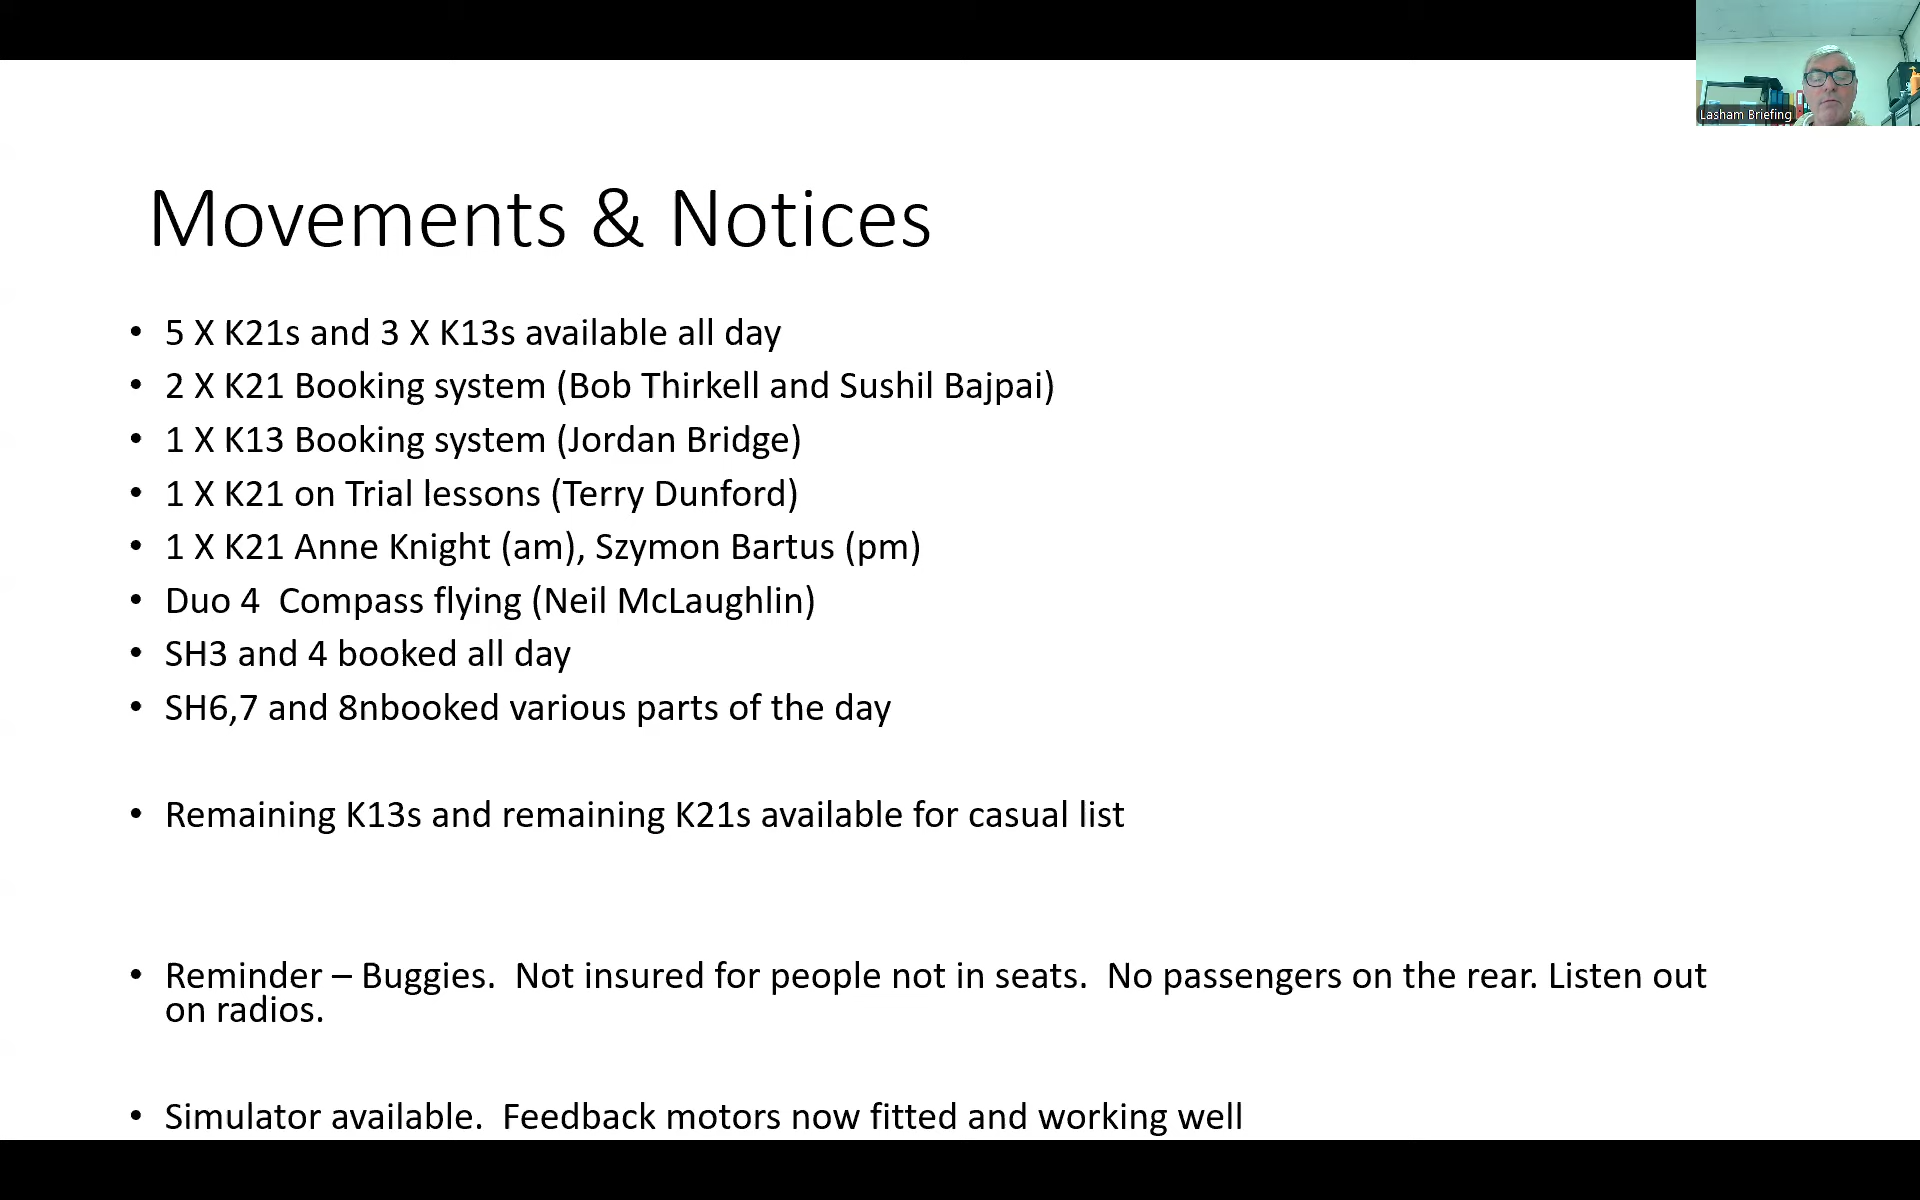 Lasham Briefing
Movements & Notices
• 5 X K21s and 3 X K13s available all day
• 2 X K21 Booking system (Bob Thirkell and Sushil Bajpai)
• 1 X K13 Booking system (Jordan Bridge)
• 1 X K21 on Trial lessons (Terry Dunford)
• 1 X K21 Anne Knight (am), Szymon Bartus (pm)
• Duo 4  Compass flying (Neil McLaughlin)
• SH3 and 4 booked all day
• SH6,7 and 8nbooked various parts of the day
• Remaining K13s and remaining K21s available for casual list
• Reminder – Buggies.  Not insured for people not in seats.  No passengers on the rear. Listen out
on radios.
• Simulator available.  Feedback motors now fitted and working well